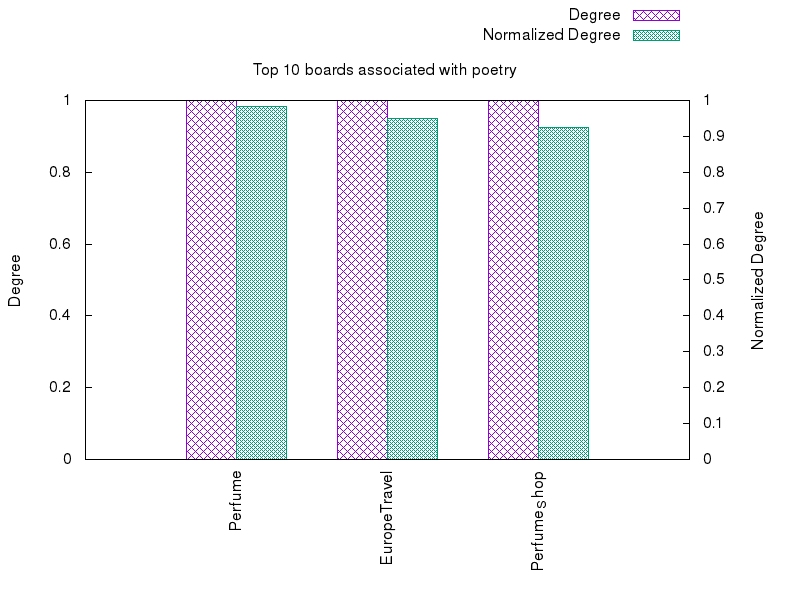 Degree
Normalized Degree
Top 10 boards associated with poetry
1
0.8
0.6
0.4
0.2
0
Degree
1
0.9
0.8
0.7
0.6
0.5
0.4
0.3
0.2
0.1
0
Normalized Degree
Perfume
EuropeTravel
PerfumeShop